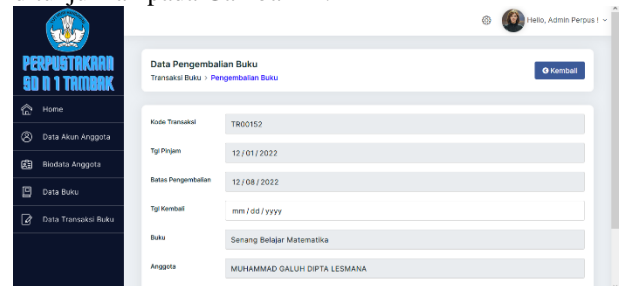 Hello, Admin Perpus !
PERPUSTAKAAN
SD N 1 TAMBAK
Data Pengembalian Buku
Transaksi Buku > Pengembalian Buku
Kembali
Home
Data Akun Anggota
Biodata Anggota
Data Buku
Data Transaksi Buku
Kode Transaksi
TR00152
Tgl Pinjam
12/01/2022
Batas Pengembalian
12/08/2022
Tgl Kembali
mm/dd/yyyy
Buku
Senang Belajar Matematika
Anggota
MUHAMMAD GALUH DIPTA LESMANA